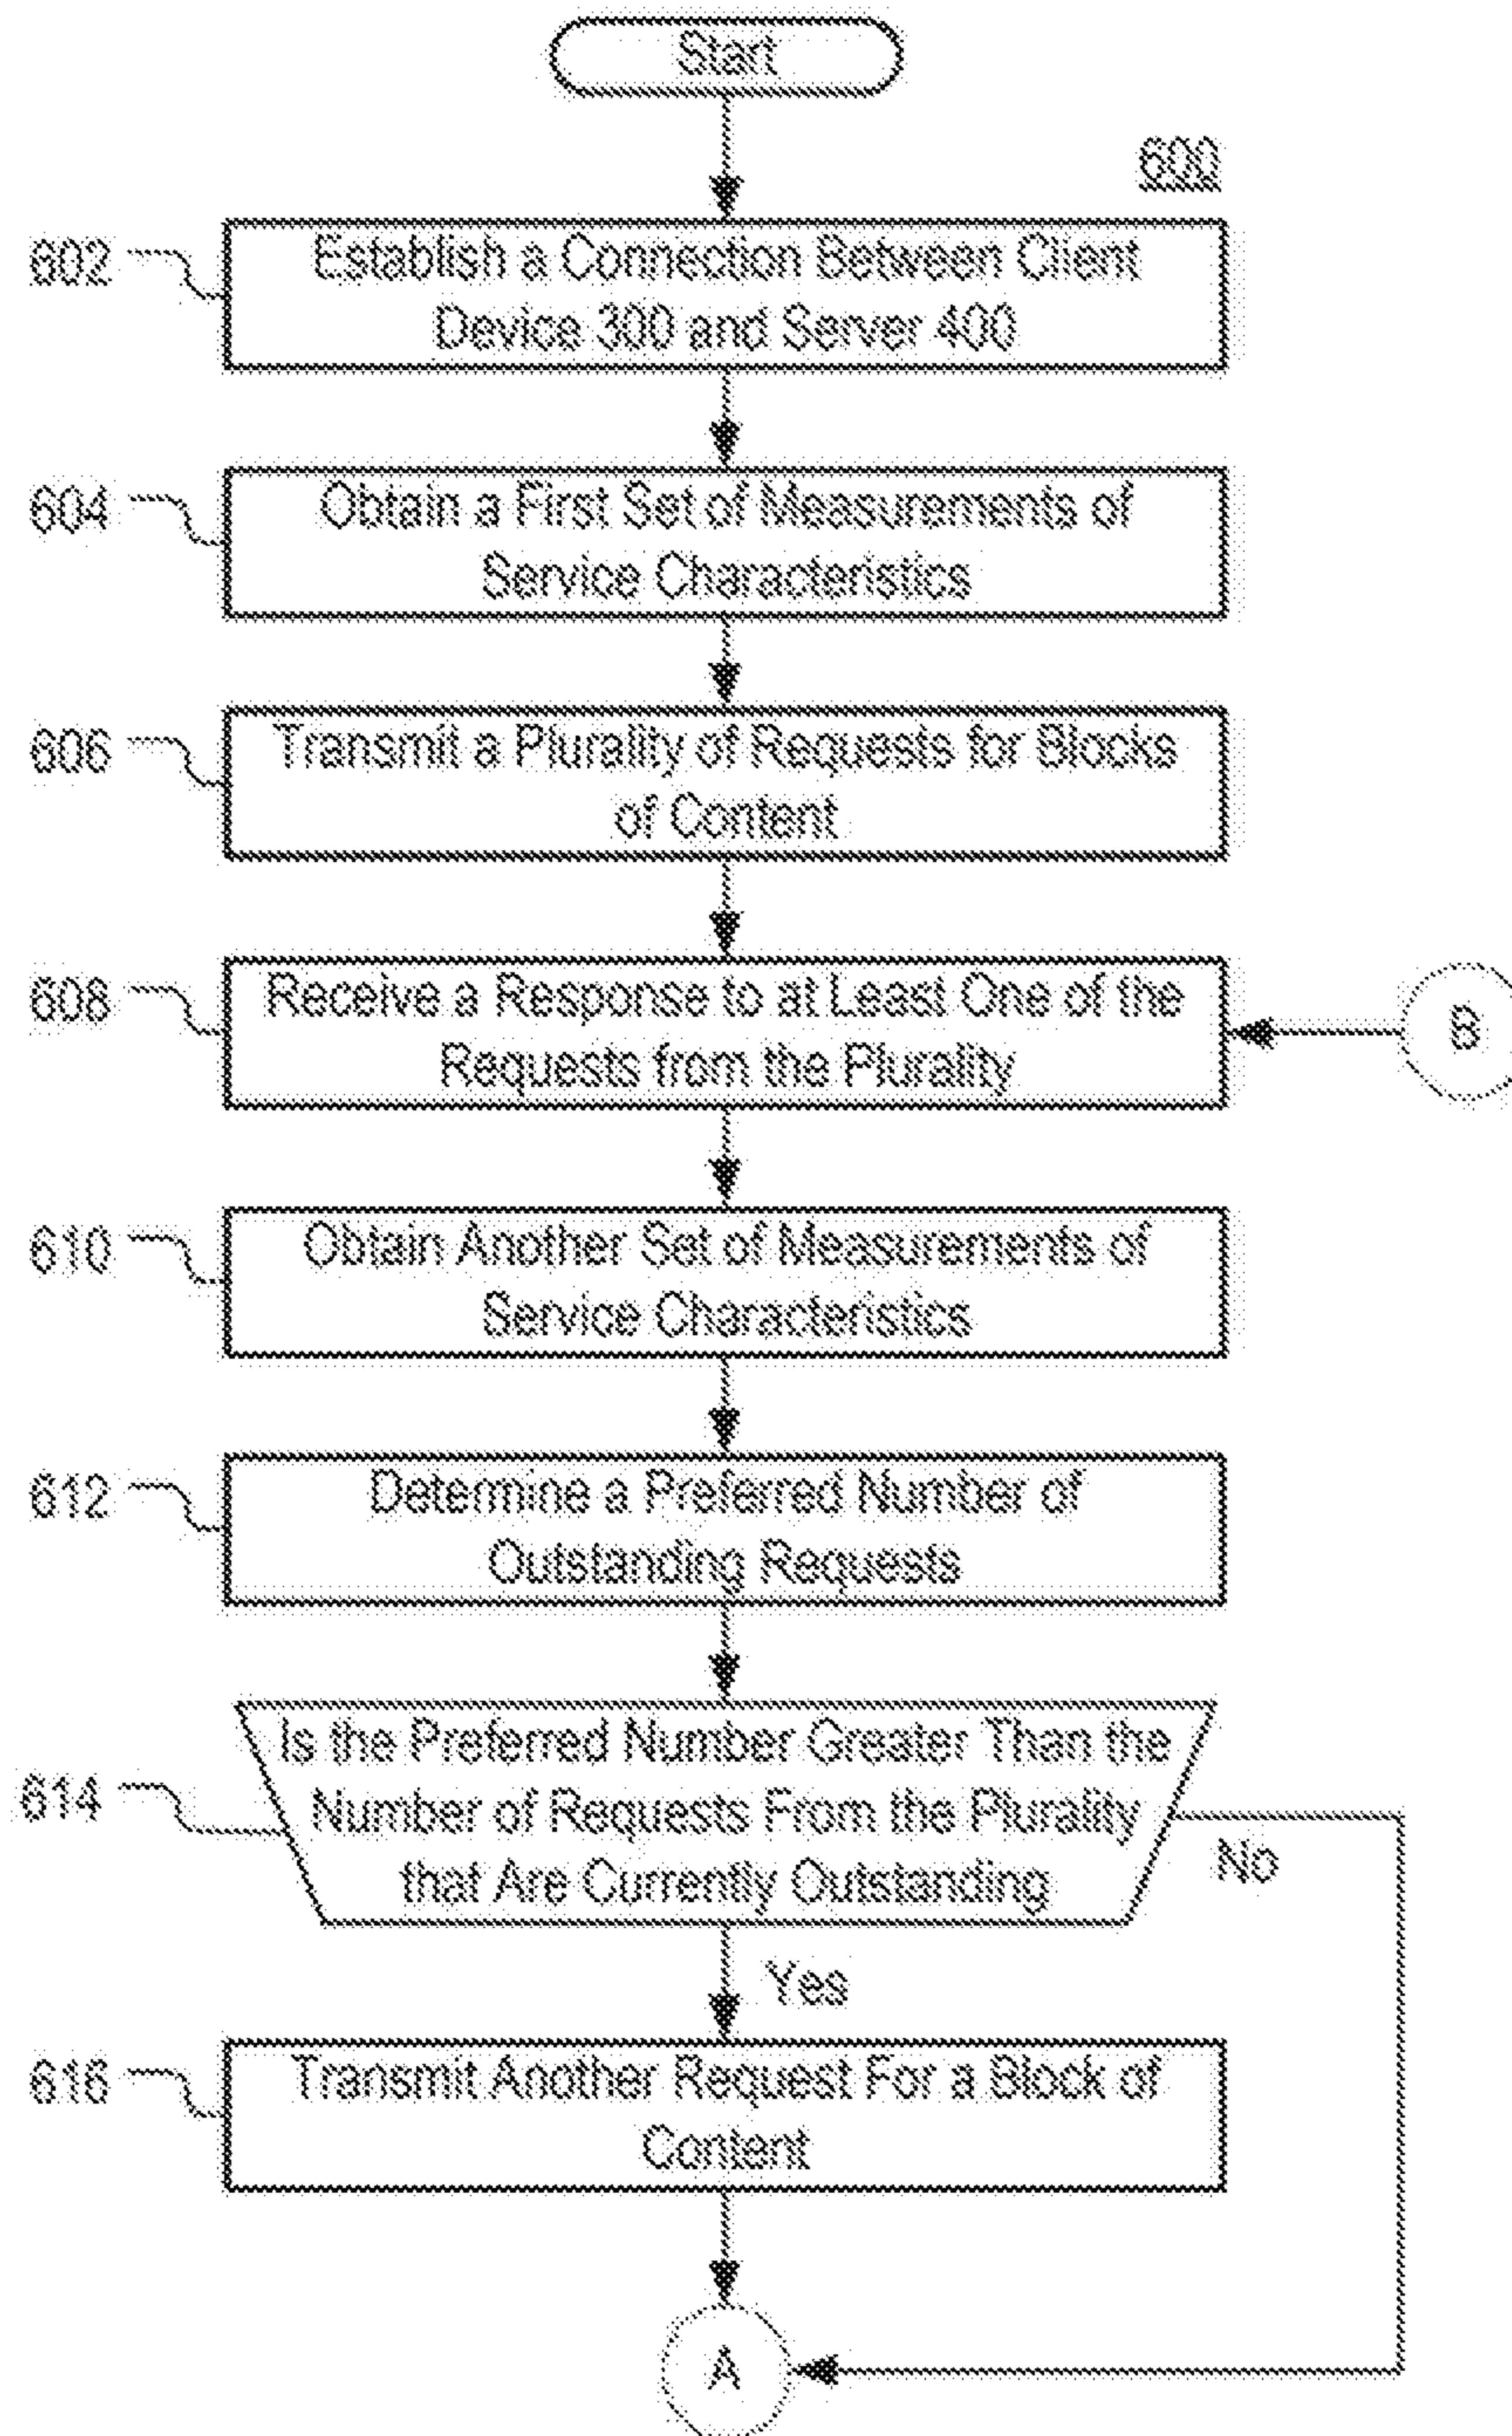 Start
600
602
Establish a Connection Between Client
Device 300 and Server 400
604
Obtain a First Set of Measurements of
Service Characteristics
606
Transmit a Plurality of Requests for Blocks
of Content
608
Receive a Response to at Least One of the
Requests from the Plurality
B
610
Obtain Another Set of Measurements of
Service Characteristics
612
Determine a Preferred Number of
Outstanding Requests
614
Is the Preferred Number Greater Than the
Number of Requests From the Plurality
that Are Currently Outstanding
No
Yes
616
Transmit Another Request For a Block of
Content
A